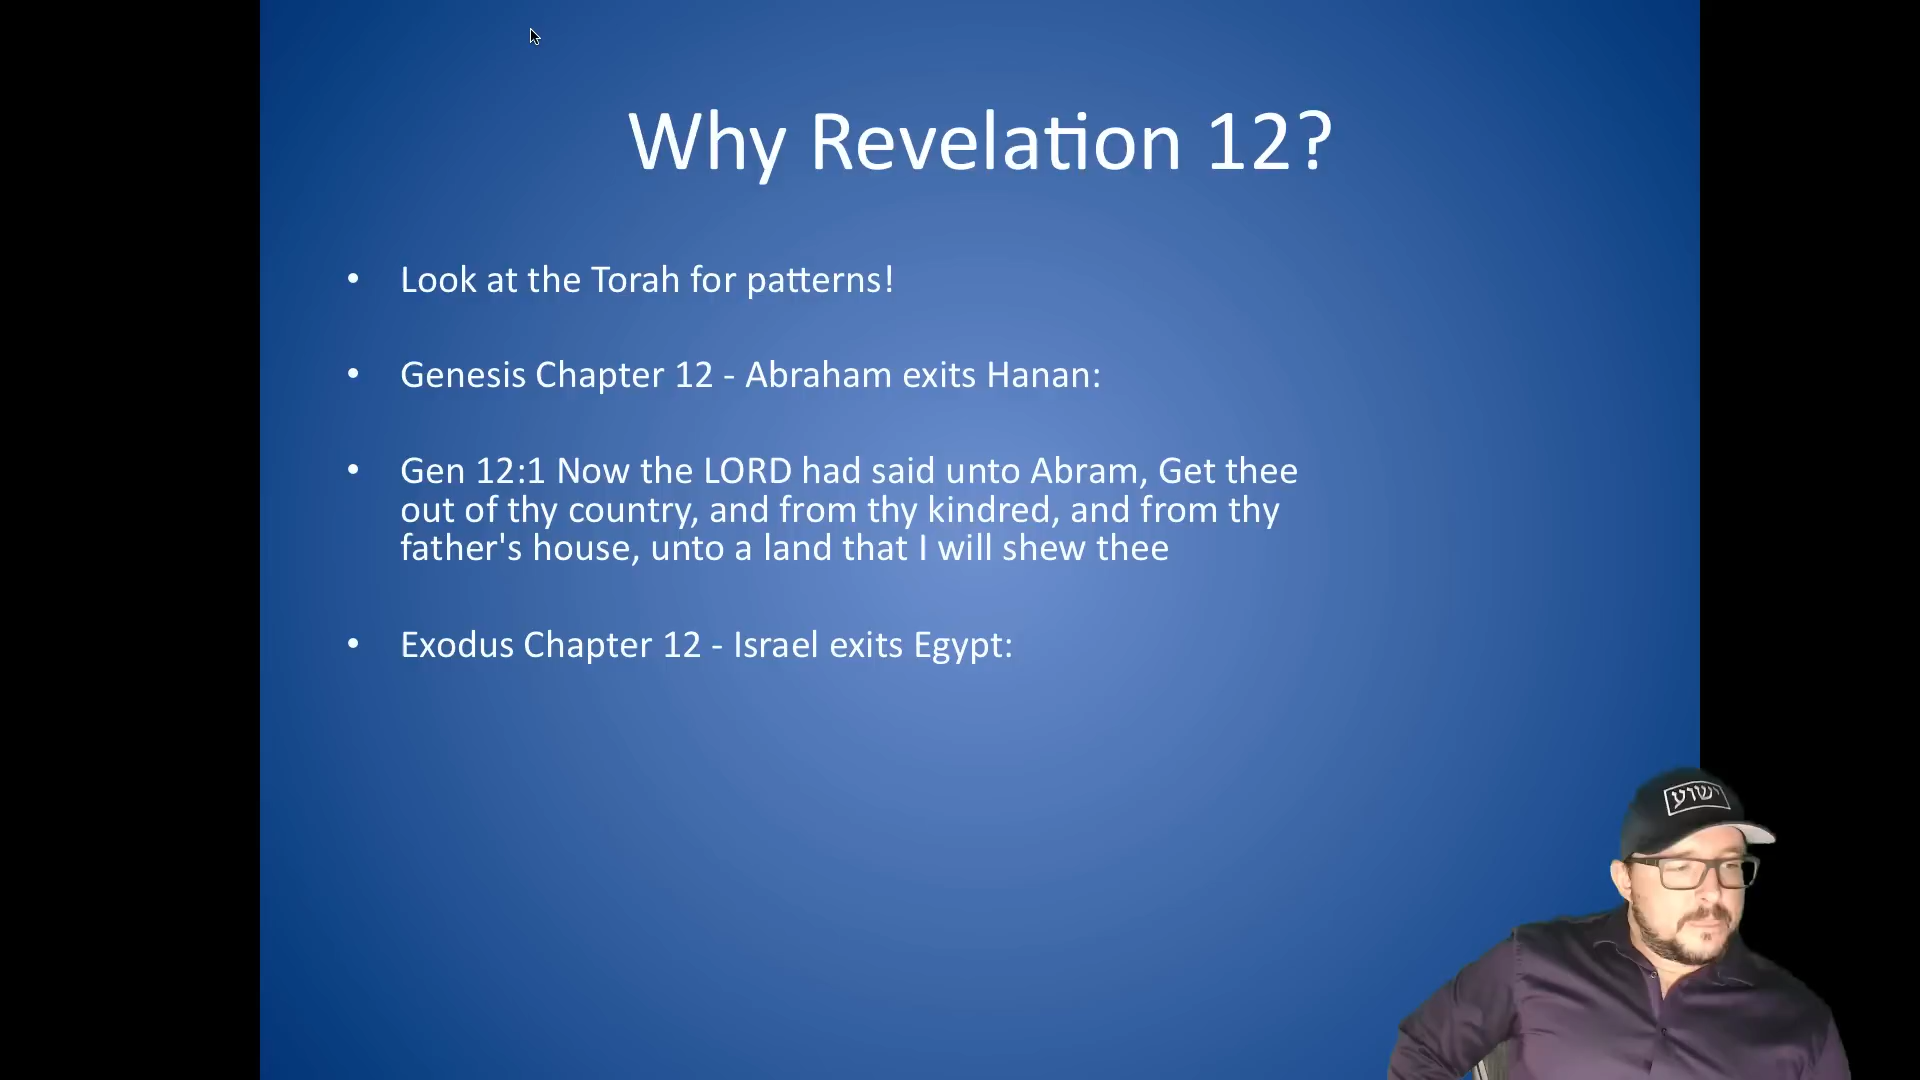 Why Revelation 12?
• Look at the Torah for patterns!
• Genesis Chapter 12 - Abraham exits Hanan:
• Gen 12:1 Now the LORD had said unto Abram, Get thee
out of thy country, and from thy kindred, and from thy
father's house, unto a land that I will shew thee
• Exodus Chapter 12 - Israel exits Egypt:
ישוע